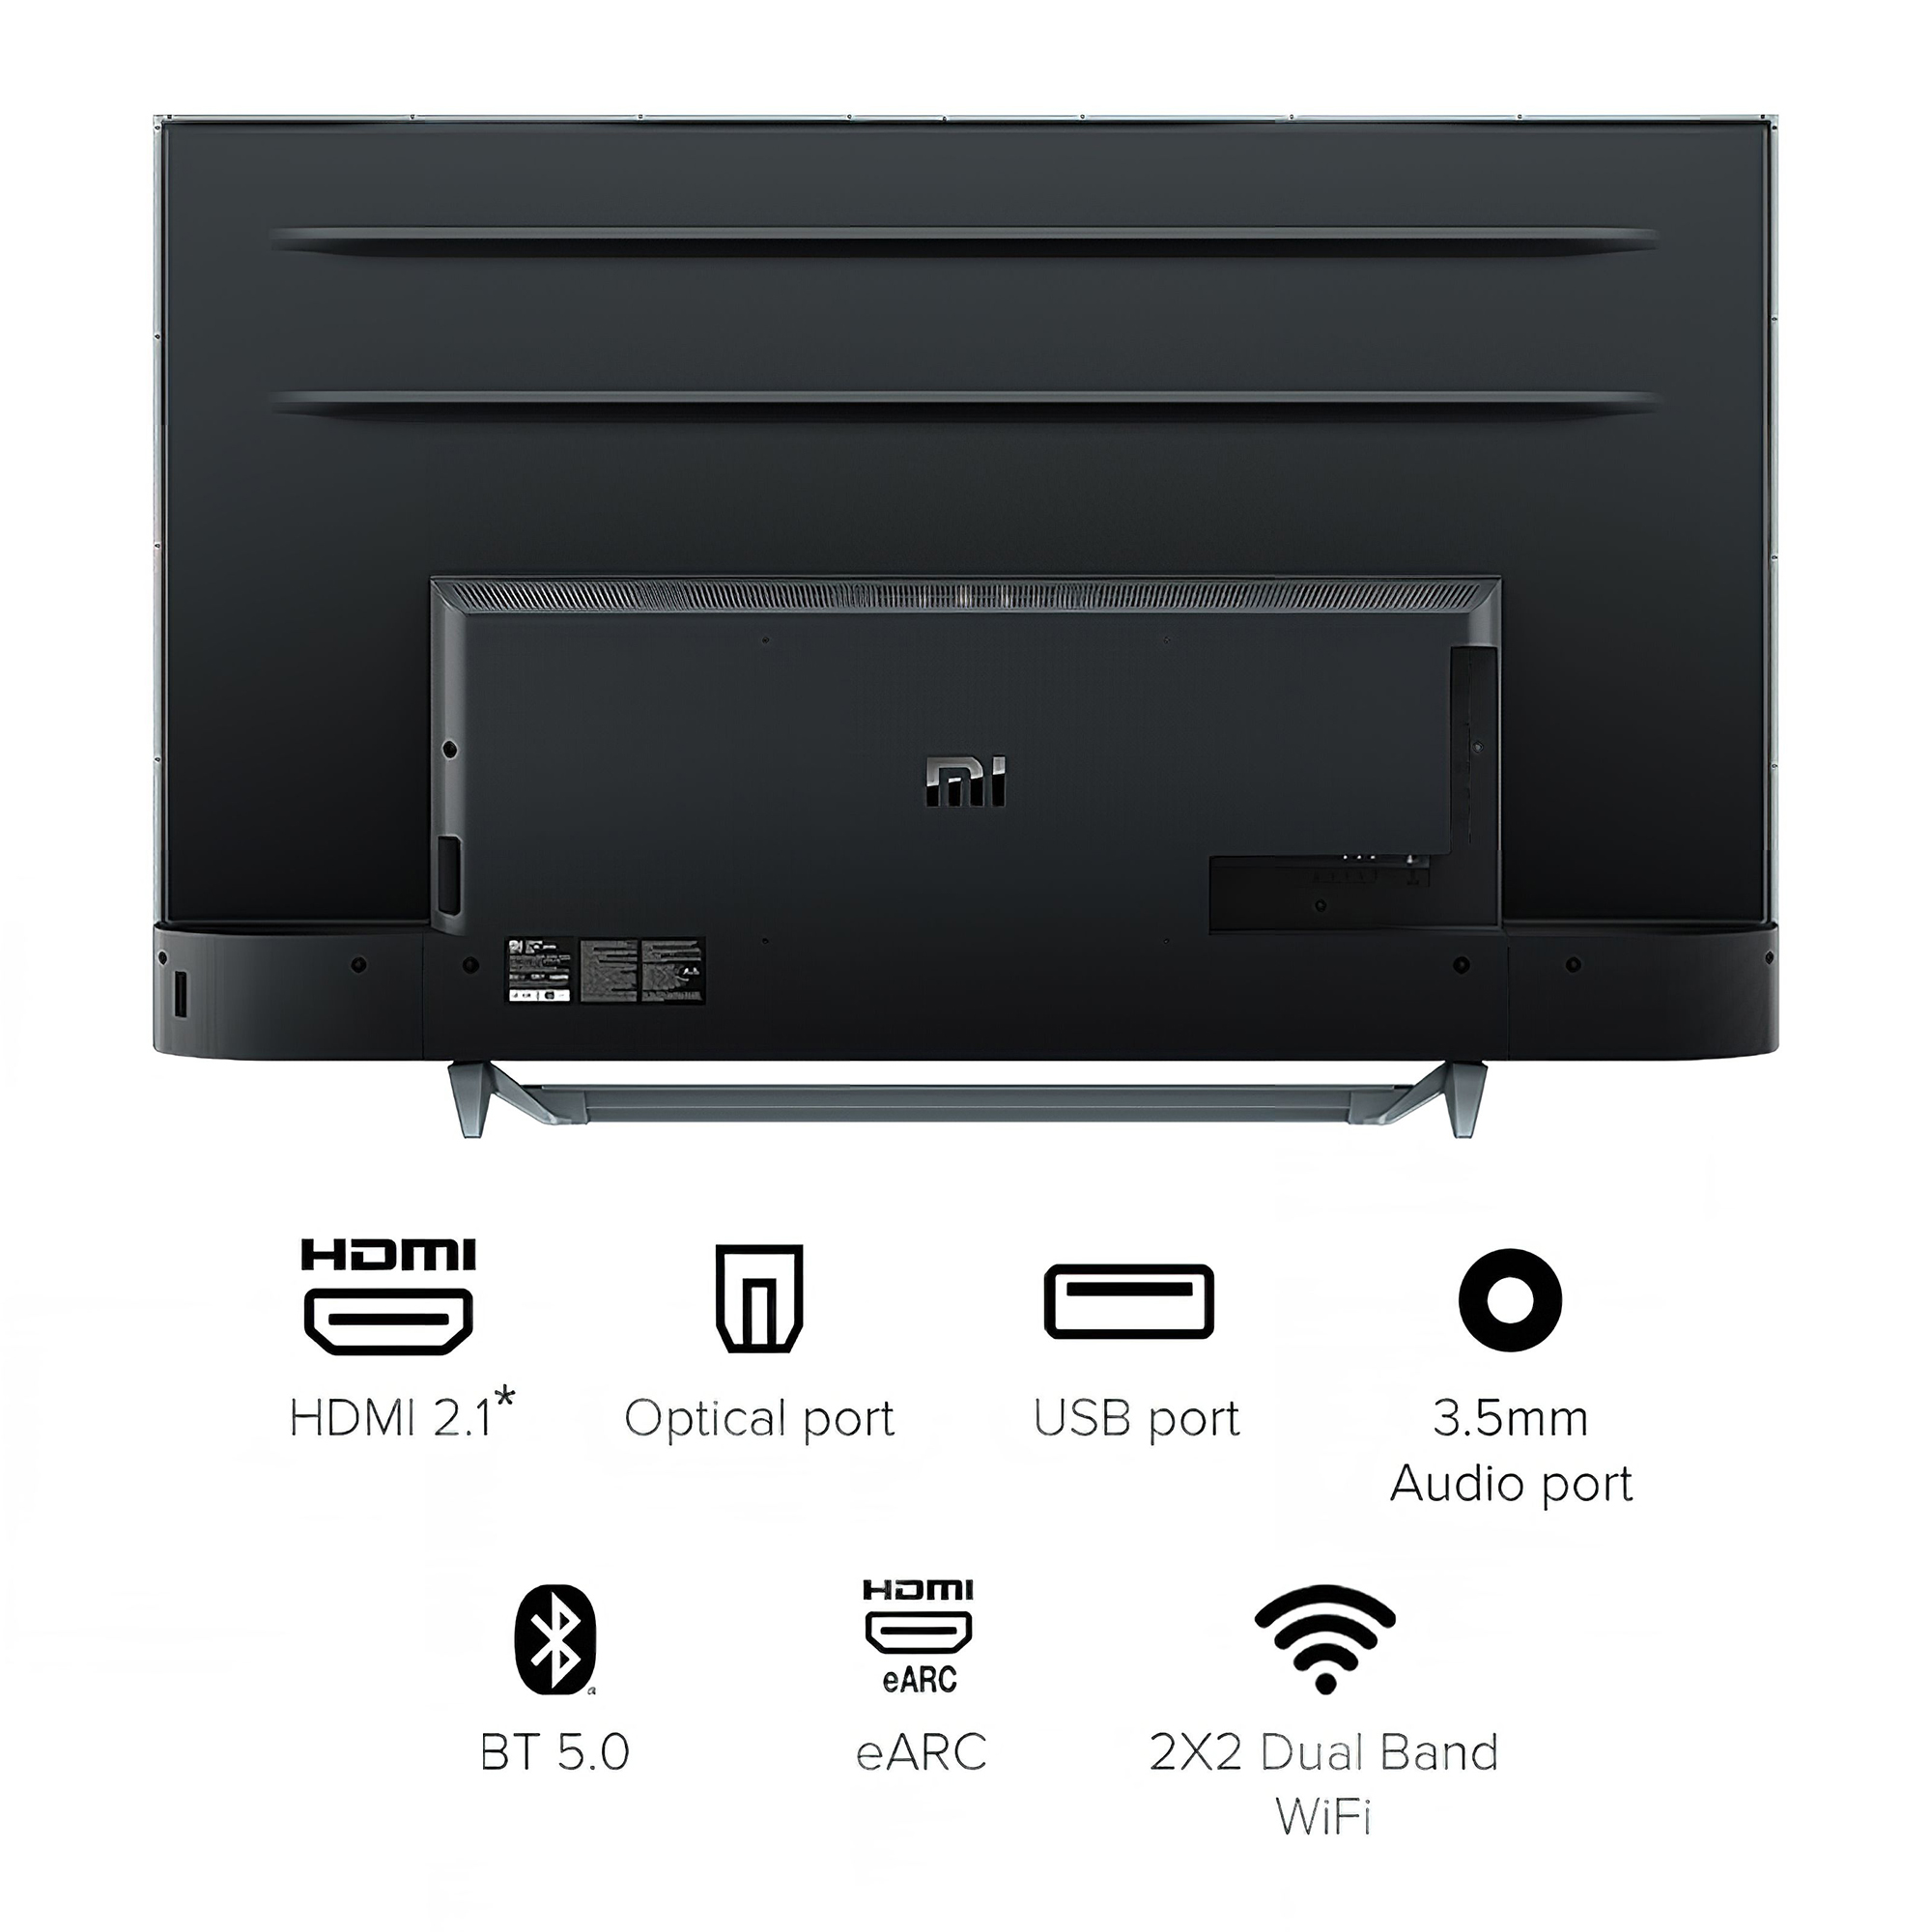 mi
HDMI
HDMI 2.1*
Optical port
USB port
3.5mm
Audio port
BT 5.0
HDMI
eARC
eARC
2X2 Dual Band
WiFi